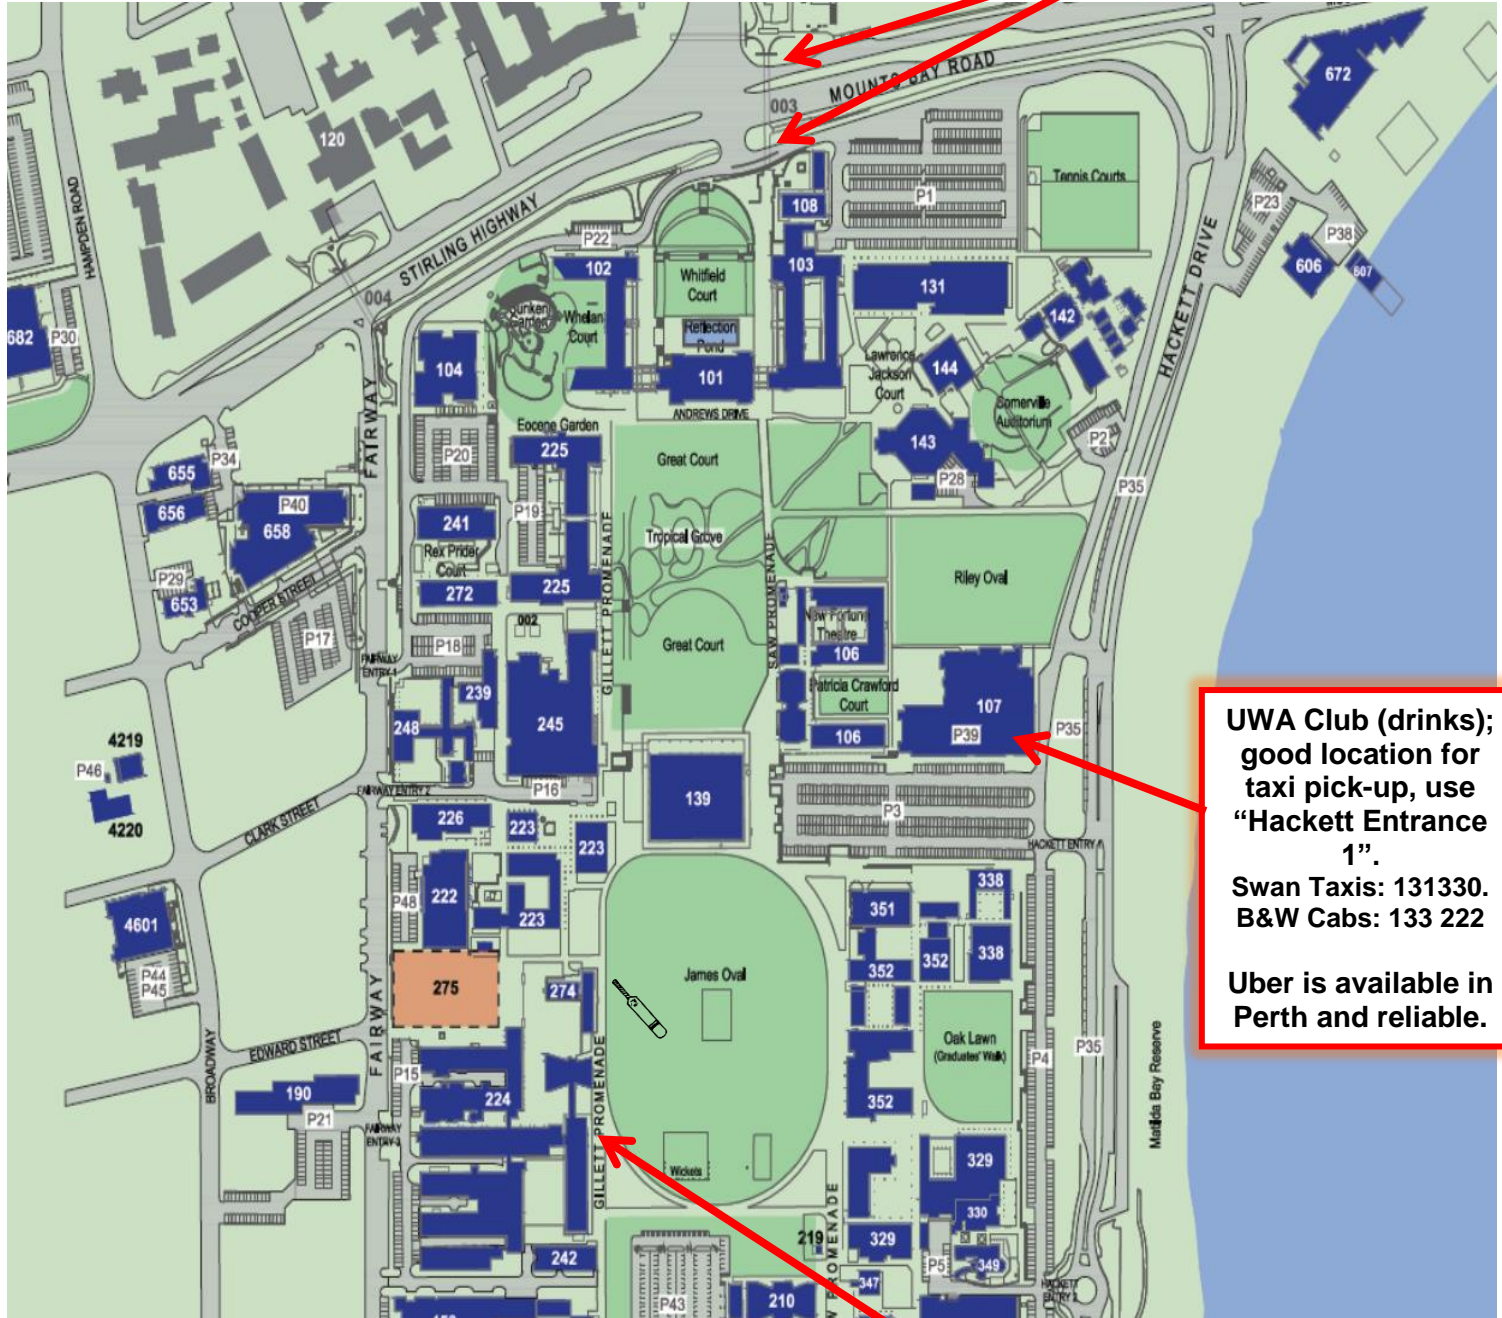 MOUNTS BAY ROAD
672
003
120
Tennis Courts
P1
P23
108
HAMPDEN ROAD
STIRLING HIGHWAY
P22
P38
102
103
606
607
Whitfield
Court
131
HACKETT DRIVE
004
Sunken
Garden
Whelan
Court
Reflection
Pond
142
682
P30
104
101
Lawrence
Jackson
Court
144
Somerville
Auditorium
ANDREWS DRIVE
FAIRWAY
Eocene Garden
P20
225
Great Court
143
P2
P34
655
P28
P35
P40
656
658
241
P19
Tropical Grove
Rex Prider
Court
GILLETT PROMENADE
SAW PROMENADE
Riley Oval
P29
653
272
225
New Fortune
Theatre
COOPER STREET
002
P17
P18
Great Court
106
FAIRWAY
ENTRY 1
239
Patricia Crawford
Court
107
248
245
106
P39
P35
UWA Club (drinks);
good location for
taxi pick-up, use
“Hackett Entrance
1”.
Swan Taxis: 131330.
B&W Cabs: 133 222
Uber is available in
Perth and reliable.
4219
P46
4220
FAIRWAY ENTRY 2
P16
139
P3
CLARK STREET
226
223
223
HACKETT ENTRY 1
222
P48
223
338
351
4601
338
352
352
P44
P45
275
274
James Oval
FAIRWAY
Oak Lawn
(Graduates' Walk)
EDWARD STREET
BROADWAY
P15
P4
P35
Matilda Bay Reserve
190
224
352
P21
FAIRWAY
ENTRY 3
GILLETT PROMENADE
Wickets
329
330
219
329
242
P5
349
347
HACKETT
ENTRY 2
P43
210
W PROMENADE